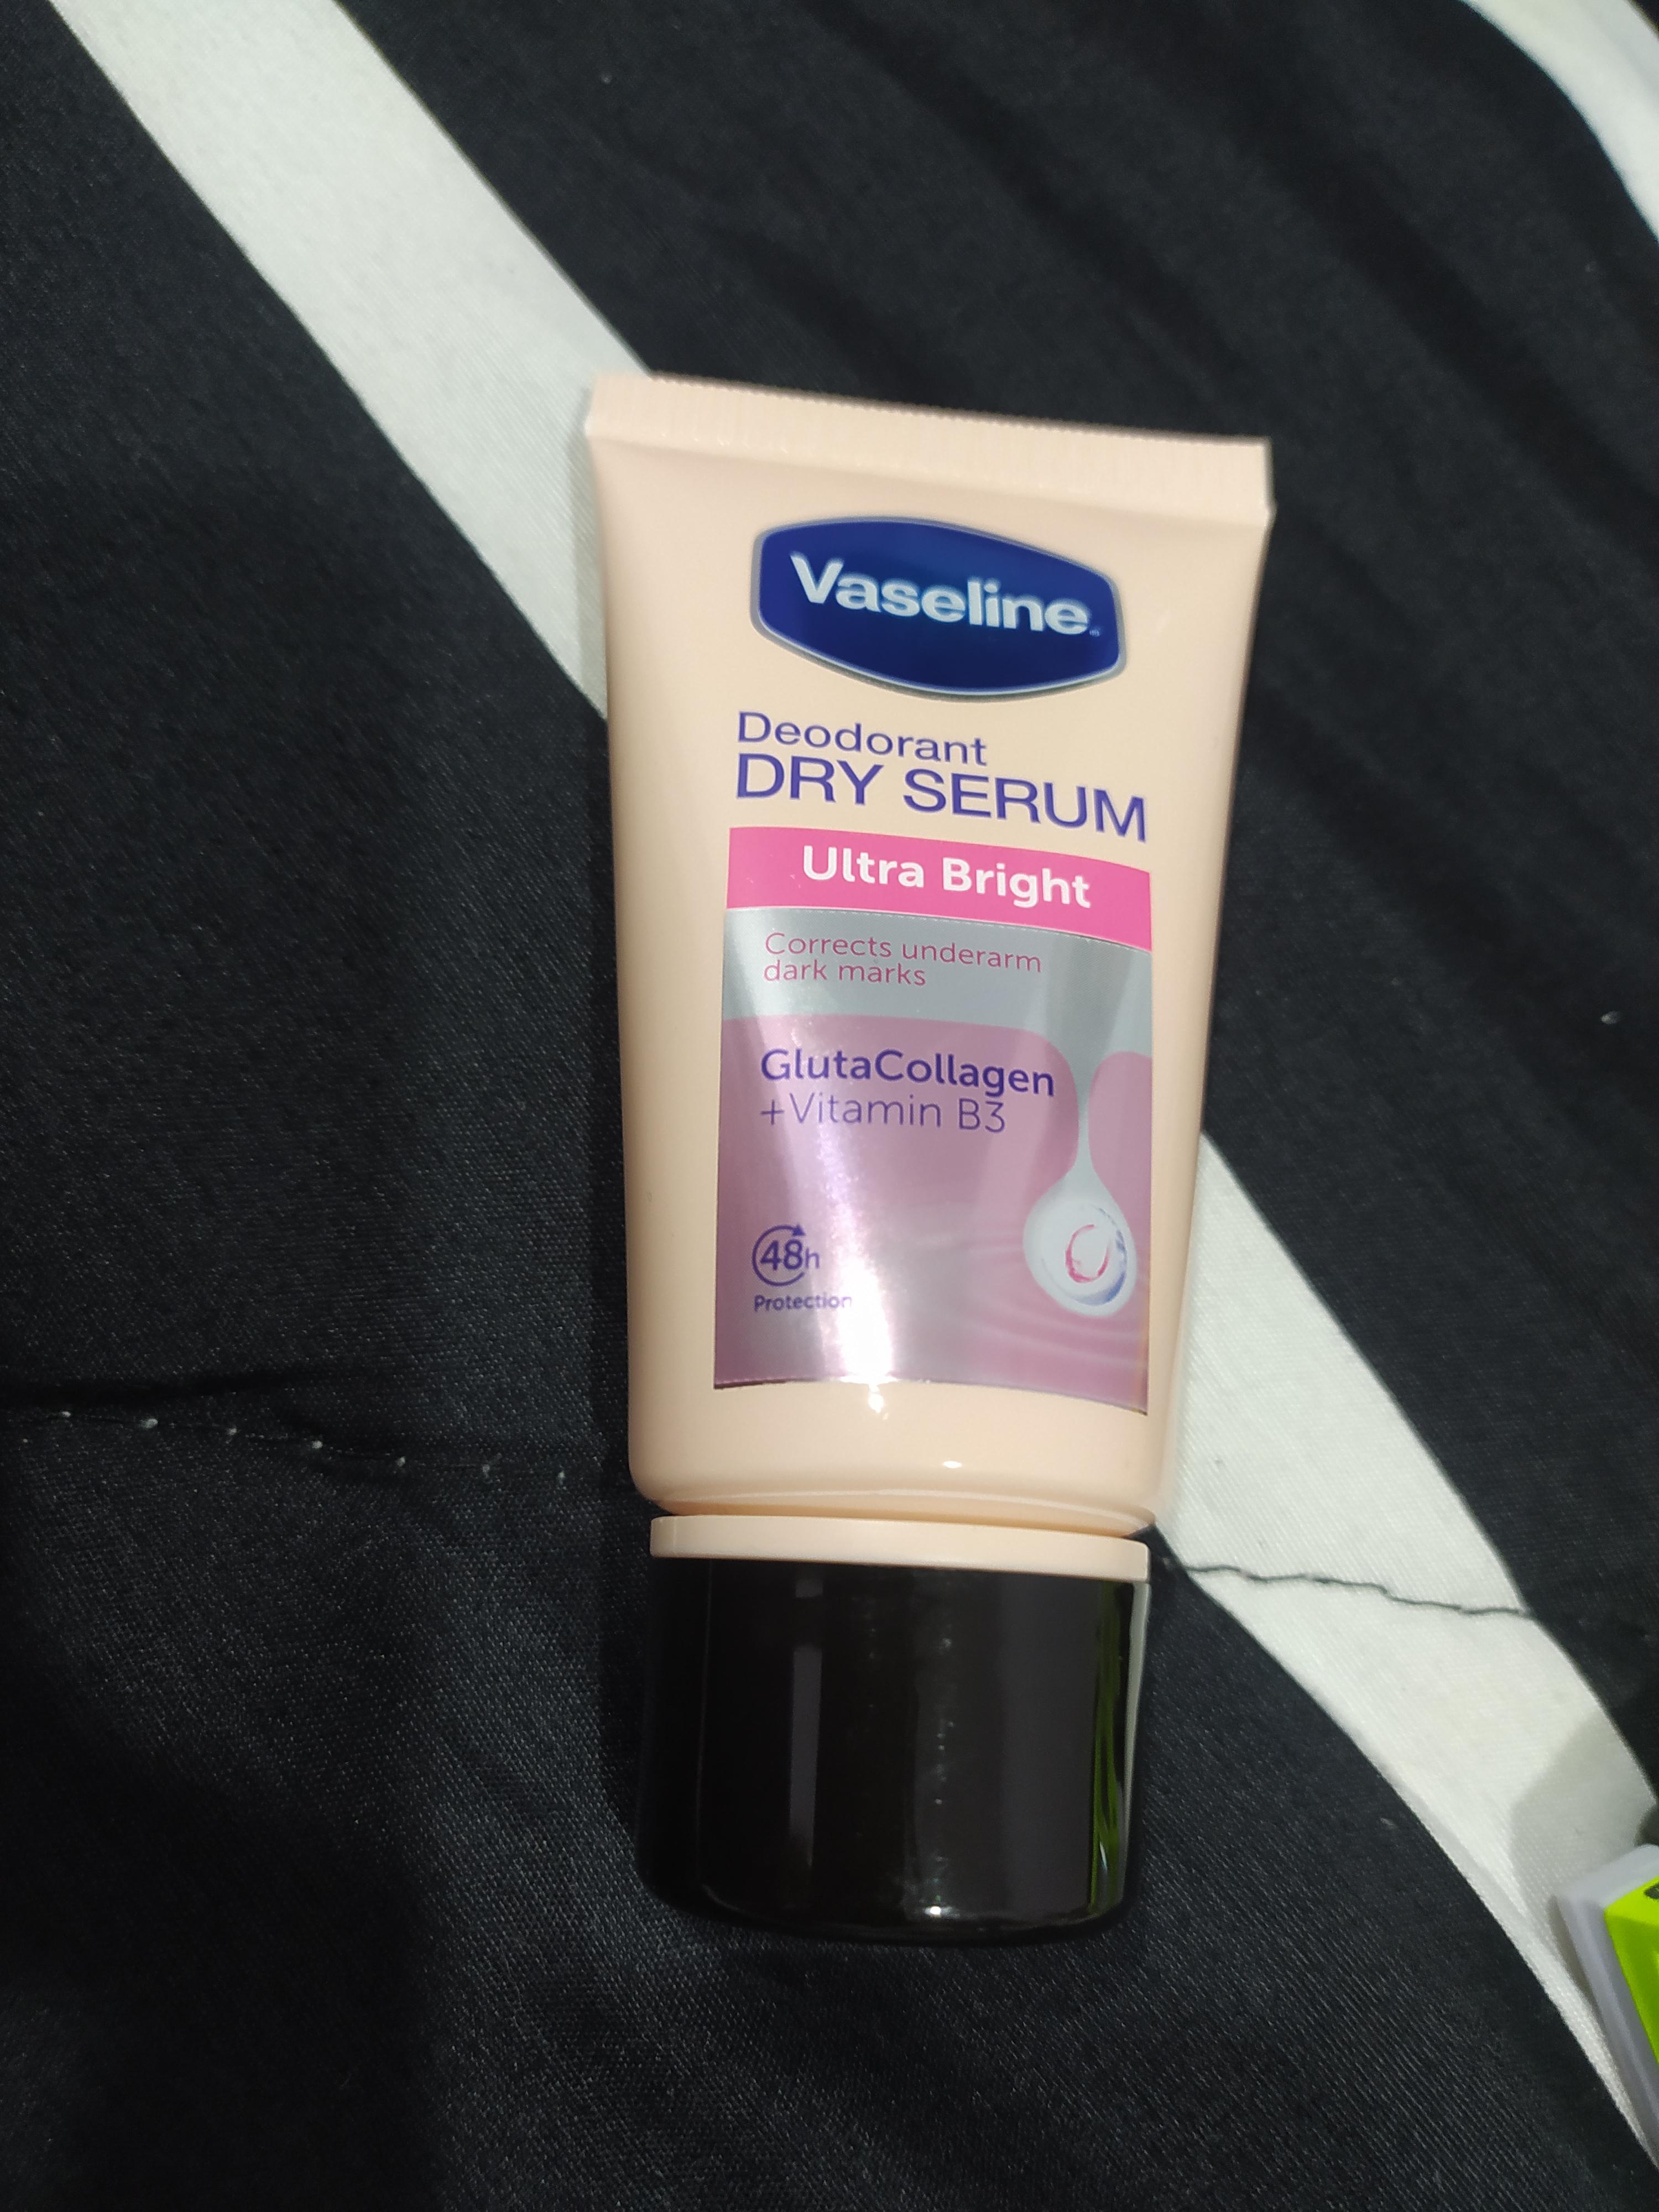 Vaseline
Deodorant
DRY SERUM
Ultra Bright
Corrects underarm
dark marks
GlutaCollagen
+Vitamin B3
48h
Protection